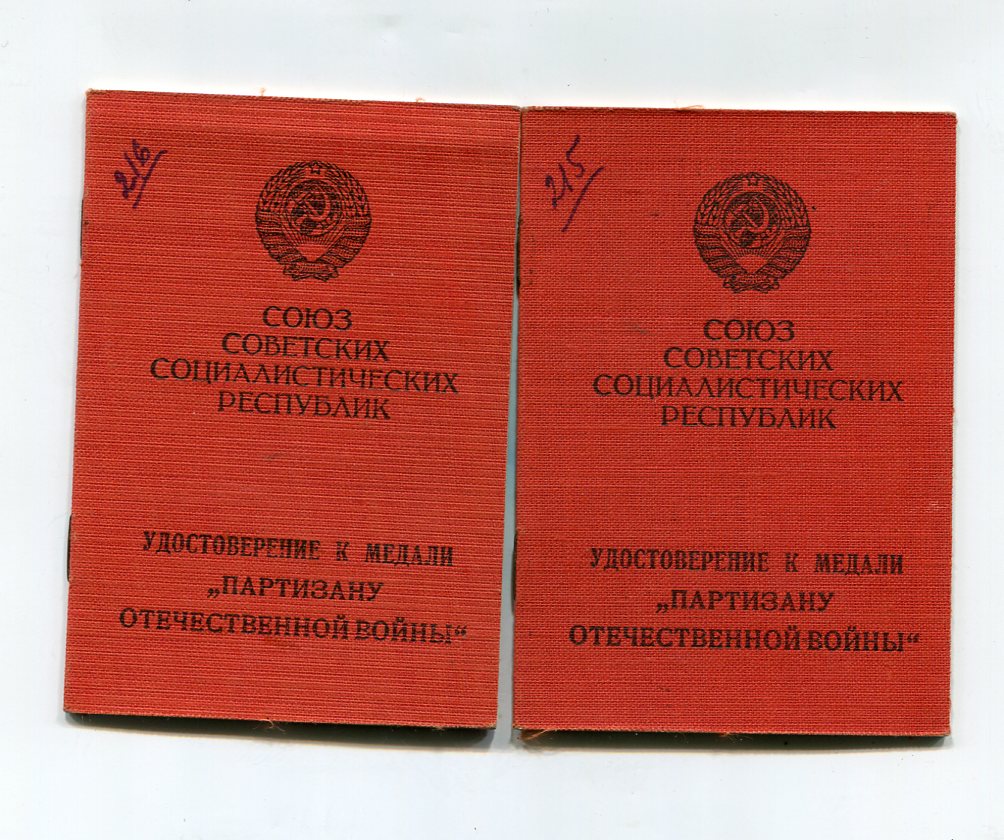 216
СОЮЗ
СОВЕТСКИХ
СОЦИАЛИСТИЧЕСКИХ
РЕСПУБЛИК
УДОСТОВЕРЕНИЕ К МЕДАЛИ
„ПАРТИЗАНУ
ОТЕЧЕСТВЕННОЙ ВОЙНЫ“
215
СОЮЗ
СОВЕТСКИХ
СОЦИАЛИСТИЧЕСКИХ
РЕСПУБЛИК
УДОСТОВЕРЕНИЕ К МЕДАЛИ
„ПАРТИЗАНУ
ОТЕЧЕСТВЕННОЙ ВОЙНЫ“